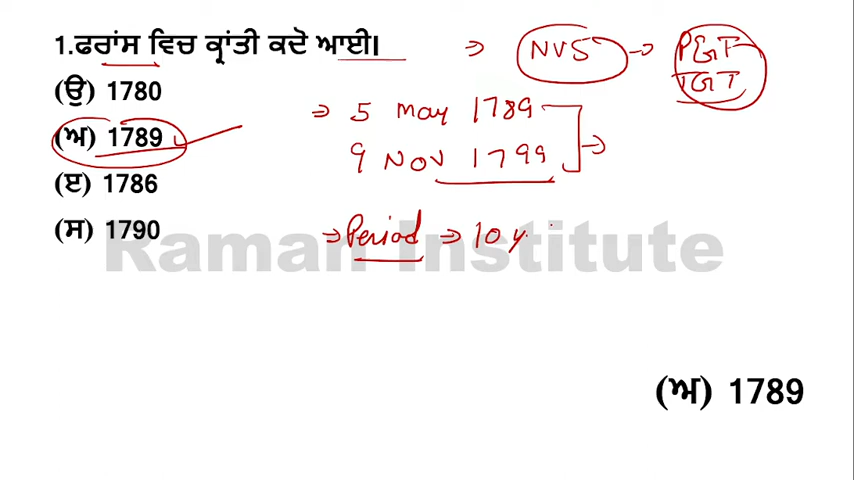 1.ਫਰਾਂਸ ਵਿਚ ਕ੍ਰਾਂਤੀ ਕਦੋ ਆਈ। ⇒ NVS → PGT
TGT
(ੳ) 1780
⇒ 5 May 1789
(ਅ) 1789
9 NOV 1799
(ੲ) 1786
(ਸ) 1790
⇒ Period ⇒ 10 y.
Raman Institute
(ਅ) 1789